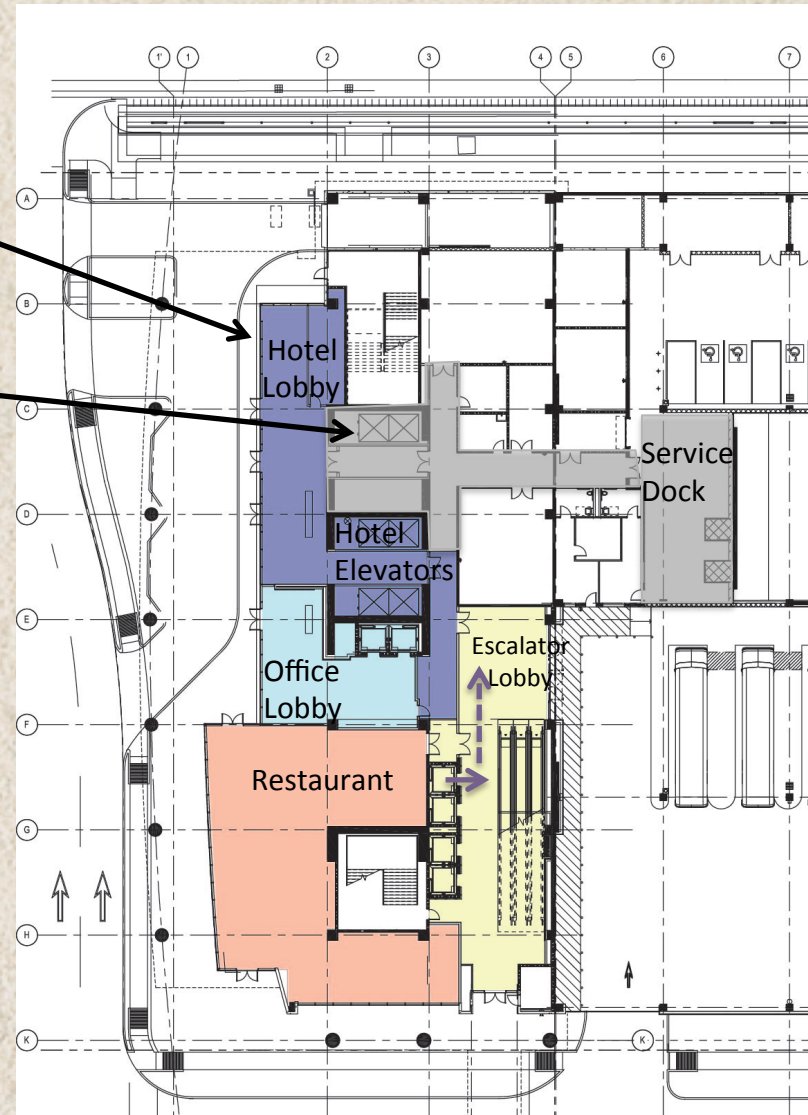 1' 1 2 3 4 5 6 7
A
B
Hotel
Lobby
C
Service
Dock
D
Hotel
Elevators
E
Escalator
Lobby
Office
Lobby
F
Restaurant
G
H
K K